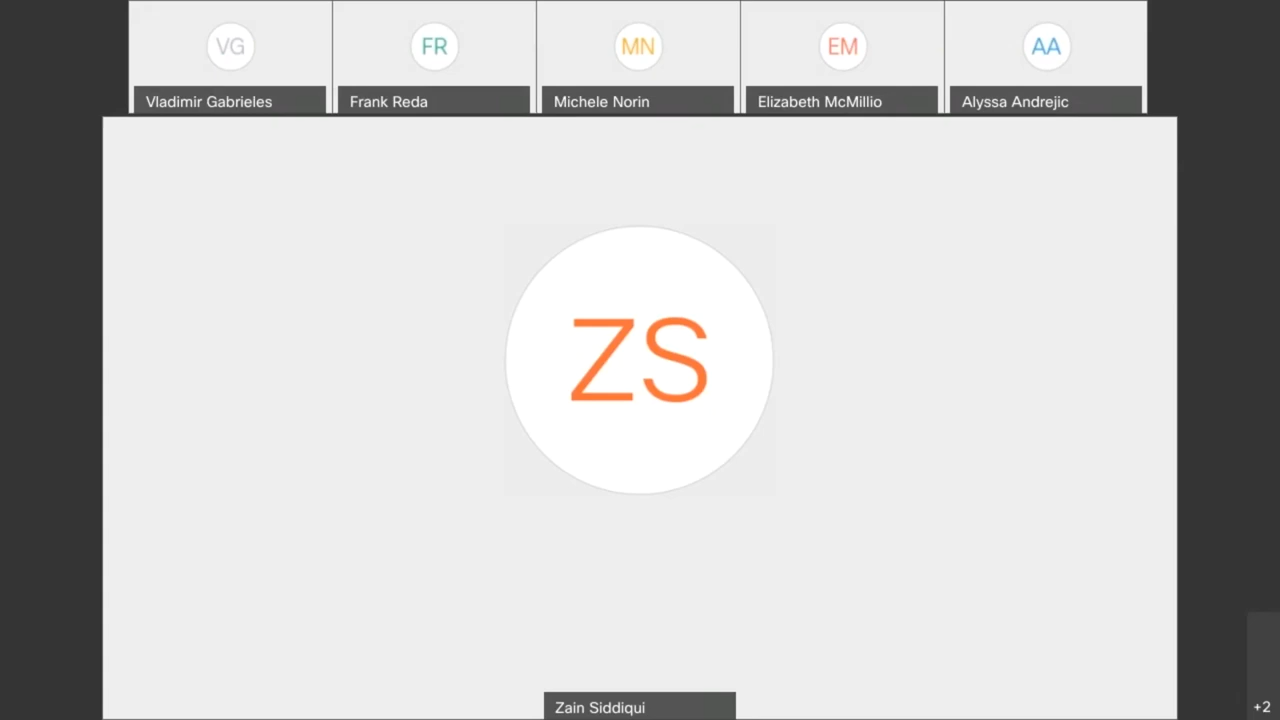 VG
Vladimir Gabrieles
FR
Frank Reda
MN
Michele Norin
EM
Elizabeth McMillio
AA
Alyssa Andrejic
ZS
Zain Siddiqui
+2